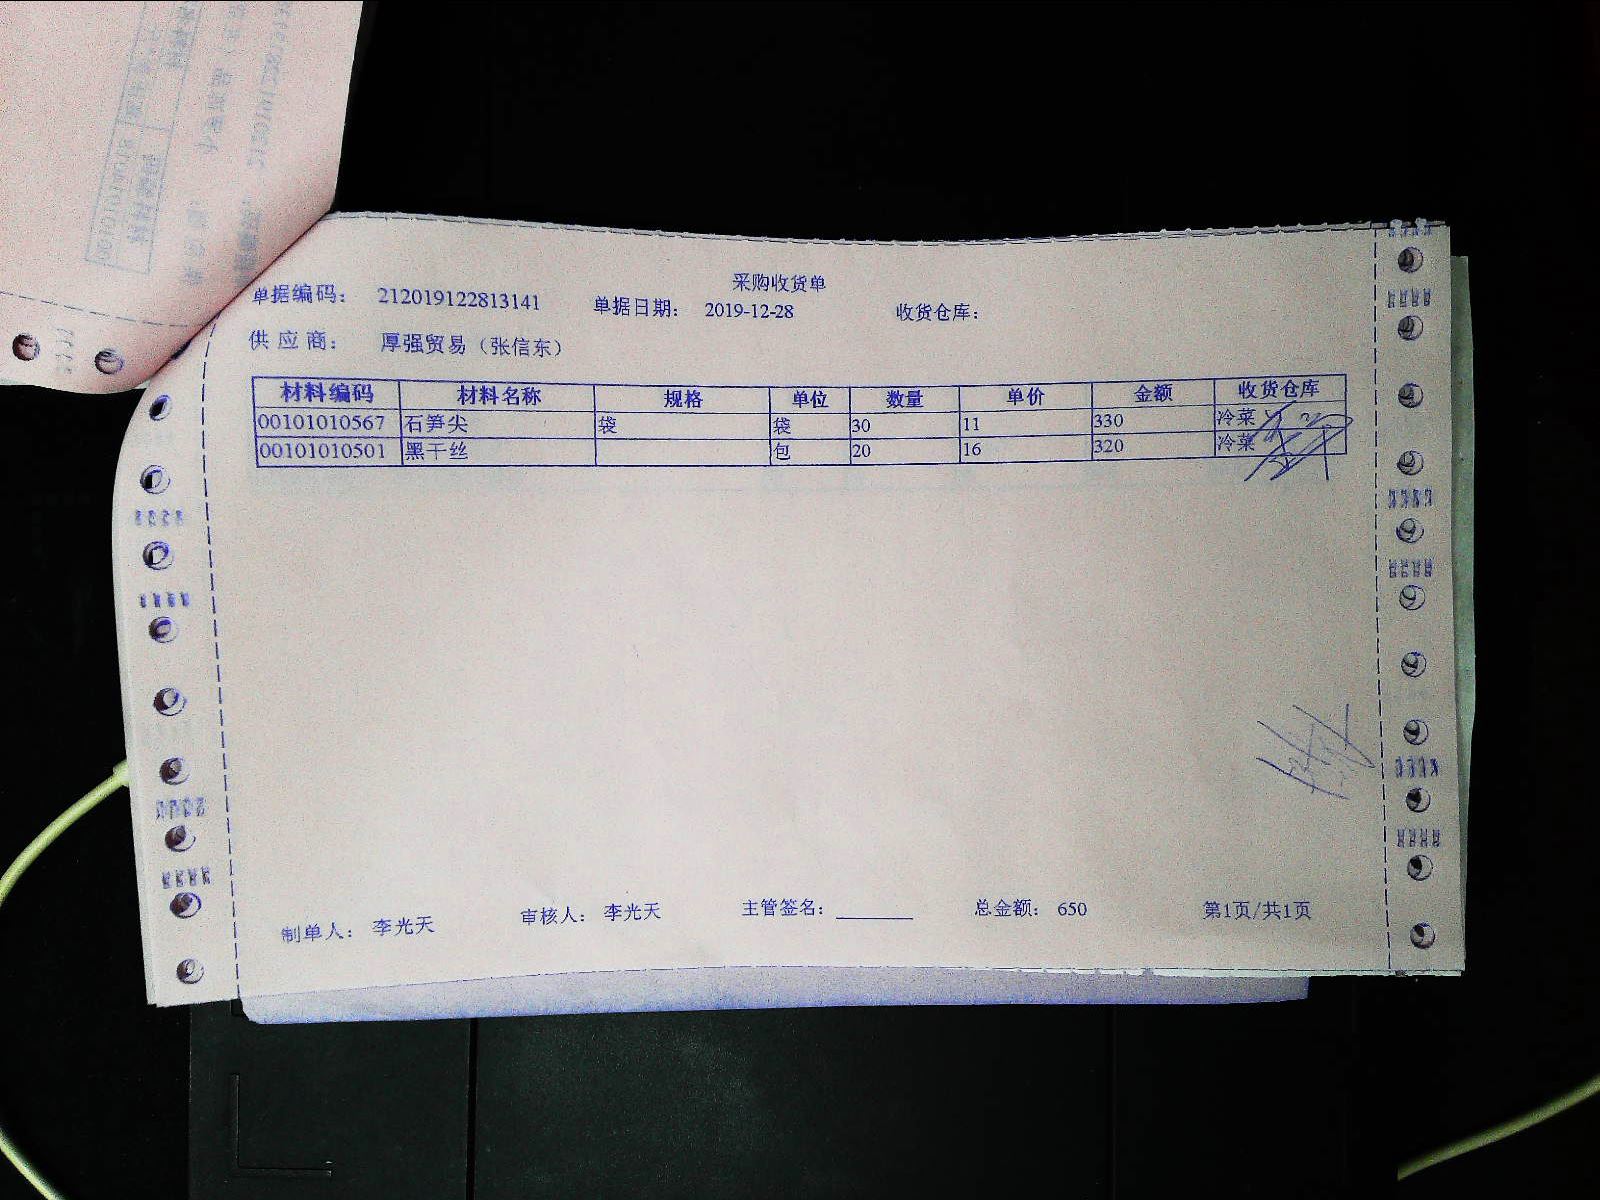 采购收货单
单据编码： 212019122813141 单据日期： 2019-12-28 收货仓库：
供 应 商： 厚强贸易（张信东）
材料编码 材料名称 规格 单位 数量 单价 金额 收货仓库
00101010567 石笋尖 袋 袋 30 11 330 冷菜
00101010501 黑干丝 包 20 16 320 冷菜
制单人： 李光天 审核人： 李光天 主管签名：________ 总金额： 650 第1页/共1页